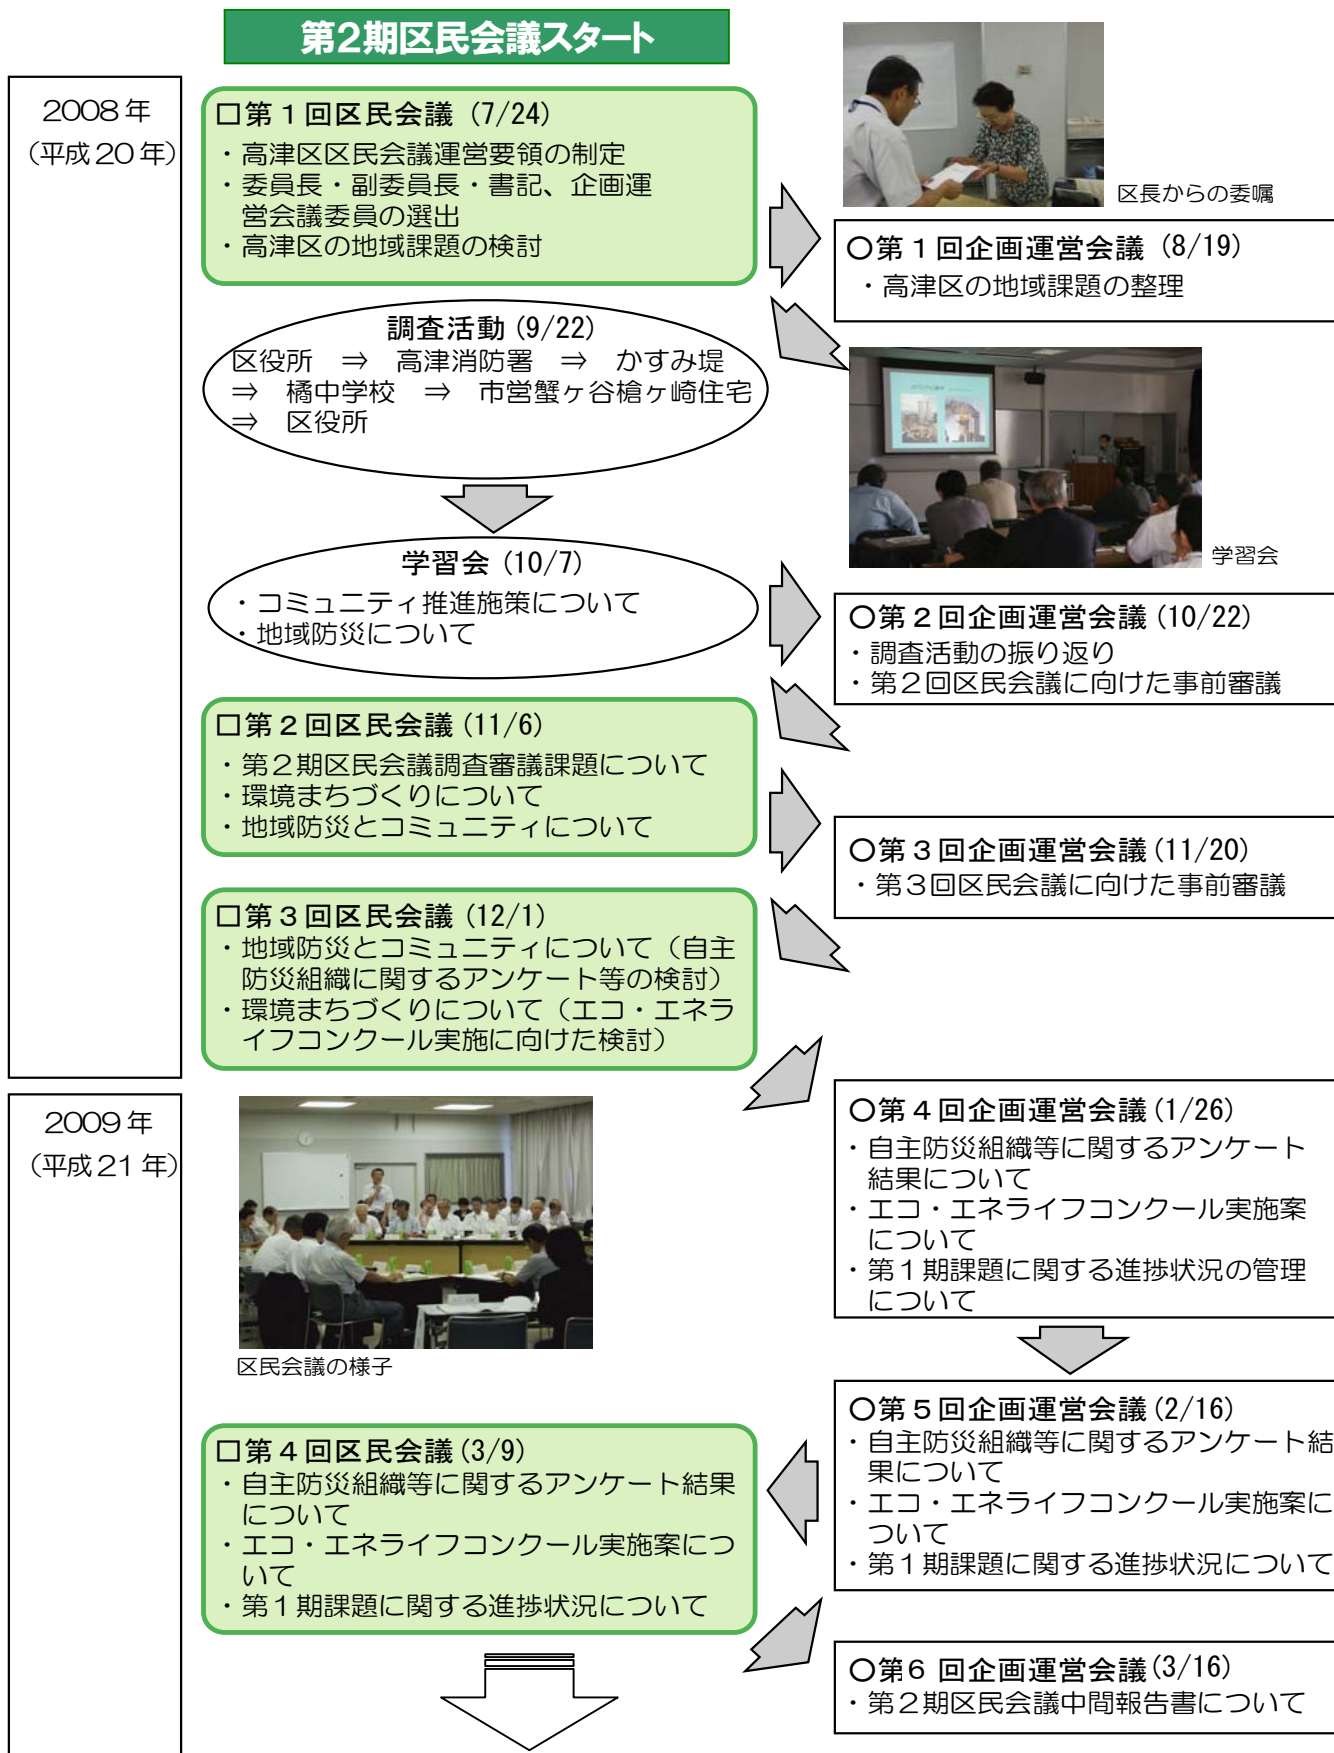 第2期区民会議スタート
2008年
(平成20年)
□第1回区民会議 (7/24)
・高津区区民会議運営要領の制定
・委員長・副委員長・書記、企画運
営会議委員の選出
・高津区の地域課題の検討
区長からの委嘱
○第1回企画運営会議 (8/19)
・高津区の地域課題の整理
調査活動 (9/22)
区役所 ⇒ 高津消防署 ⇒ かすみ堤
⇒ 橘中学校 ⇒ 市営蟹ヶ谷槍ヶ崎住宅
⇒ 区役所
学習会
学習会 (10/7)
・コミュニティ推進施策について
・地域防災について
○第2回企画運営会議 (10/22)
・調査活動の振り返り
・第2回区民会議に向けた事前審議
□第2回区民会議 (11/6)
・第2期区民会議調査審議課題について
・環境まちづくりについて
・地域防災とコミュニティについて
○第3回企画運営会議 (11/20)
・第3回区民会議に向けた事前審議
□第3回区民会議 (12/1)
・地域防災とコミュニティについて（自主
防災組織に関するアンケート等の検討）
・環境まちづくりについて（エコ・エネラ
イフコンクール実施に向けた検討）
2009年
(平成21年)
区民会議の様子
○第4回企画運営会議 (1/26)
・自主防災組織等に関するアンケート
結果について
・エコ・エネライフコンクール実施案
について
・第1期課題に関する進捗状況の管理
について
○第5回企画運営会議 (2/16)
・自主防災組織等に関するアンケート結
果について
・エコ・エネライフコンクール実施案に
ついて
・第1期課題に関する進捗状況について
□第4回区民会議 (3/9)
・自主防災組織等に関するアンケート結果
について
・エコ・エネライフコンクール実施案につ
いて
・第1期課題に関する進捗状況について
○第6回企画運営会議 (3/16)
・第2期区民会議中間報告書について